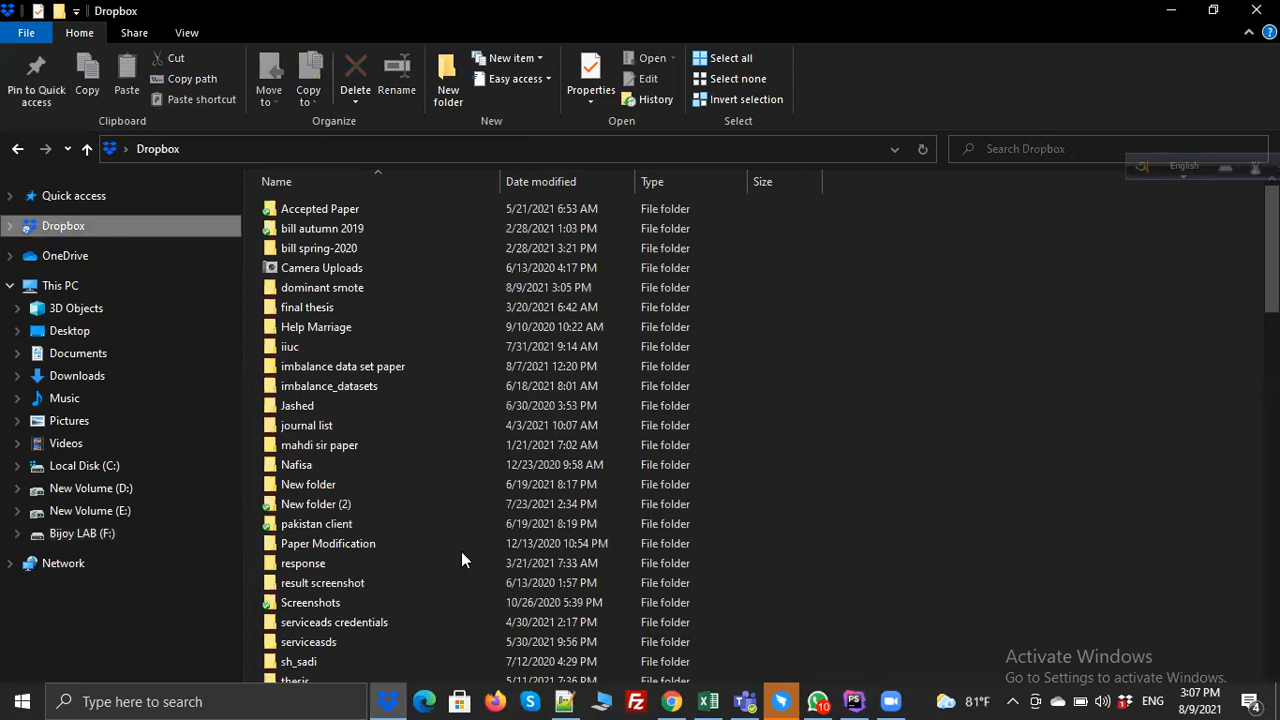 Dropbox
File Home Share View
Pin to Quick access
Copy
Paste
Cut
Copy path
Paste shortcut
Clipboard
Move to
Copy to
Delete
Rename
Organize
New folder
New item
Easy access
New
Properties
Open
Edit
History
Open
Select all
Select none
Invert selection
Select
Dropbox
Search Dropbox
English
Quick access
Dropbox
OneDrive
This PC
3D Objects
Desktop
Documents
Downloads
Music
Pictures
Videos
Local Disk (C:)
New Volume (D:)
New Volume (E:)
Bijoy LAB (F:)
Network
Name Date modified Type Size
Accepted Paper 5/21/2021 6:53 AM File folder
bill autumn 2019 2/28/2021 1:03 PM File folder
bill spring-2020 2/28/2021 3:21 PM File folder
Camera Uploads 6/13/2020 4:17 PM File folder
dominant smote 8/9/2021 3:05 PM File folder
final thesis 3/20/2021 6:42 AM File folder
Help Marriage 9/10/2020 10:22 AM File folder
iiuc 7/31/2021 9:14 AM File folder
imbalance data set paper 8/7/2021 12:20 PM File folder
imbalance_datasets 6/18/2021 8:01 AM File folder
Jashed 6/30/2020 3:53 PM File folder
journal list 4/3/2021 10:07 AM File folder
mahdi sir paper 1/21/2021 7:02 AM File folder
Nafisa 12/23/2020 9:58 AM File folder
New folder 6/19/2021 8:17 PM File folder
New folder (2) 7/23/2021 2:34 PM File folder
pakistan client 6/19/2021 8:19 PM File folder
Paper Modification 12/13/2020 10:54 PM File folder
response 3/21/2021 7:33 AM File folder
result screenshot 6/13/2020 1:57 PM File folder
Screenshots 10/26/2020 5:39 PM File folder
serviceads credentials 4/30/2021 2:17 PM File folder
serviceasds 5/30/2021 9:56 PM File folder
sh_sadi 7/12/2020 4:29 PM File folder
thesis 5/11/2021 7:36 PM File folder
Activate Windows
Go to Settings to activate Windows.
Type here to search
10
81°F
ENG
3:07 PM
8/9/2021
4